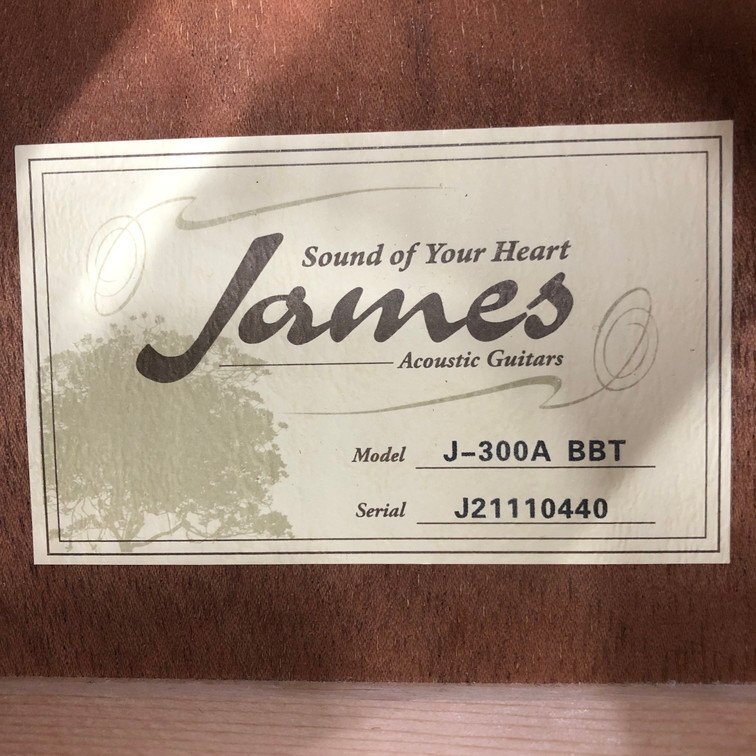 Sound of Your Heart
James
Acoustic Guitars
Model J-300A BBT
Serial J21110440